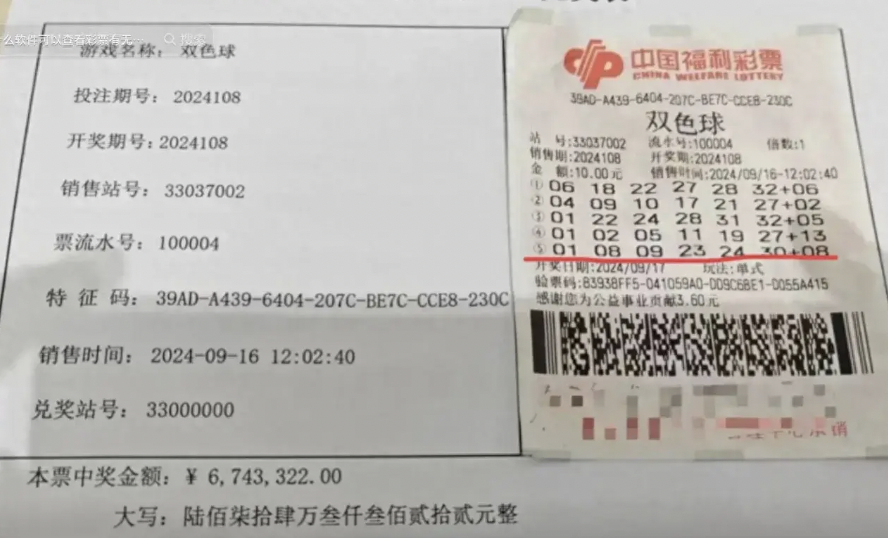 么软件可以查看彩票看无...
搜索
游戏名称： 双色球
投注期号：2024108
开奖期号：2024108
销售站号：33037002
票流水号：100004
特 征 码：39AD-A439-6404-207C-BE7C-CCE8-230C
销售时间：2024-09-16 12:02:40
兑奖站号：33000000
本票中奖金额：¥ 6,743,322.00
大写：陆佰柒拾肆万叁仟叁佰贰拾贰元整
中国福利彩票
CHINA WELFARE LOTTERY
39AD-A439-6404-207C-BE7C-CCE8-230C
双色球
站 号:33037002 流水号:100004 倍数:1
销售期:2024108 开奖期:2024108
金 额:10.00元 销售时间:2024/09/16-12:02:40
① 06 18 22 27 28 32+06
② 04 09 10 17 21 27+02
③ 01 22 24 28 31 32+05
④ 01 02 05 11 19 27+13
⑤ 01 08 09 23 24 30+08
开奖日期:2024/09/17 玩法:单式
验票码:B3938FF5-041059A0-DD9C6BE1-D055A415
感谢您为公益事业贡献3.60元